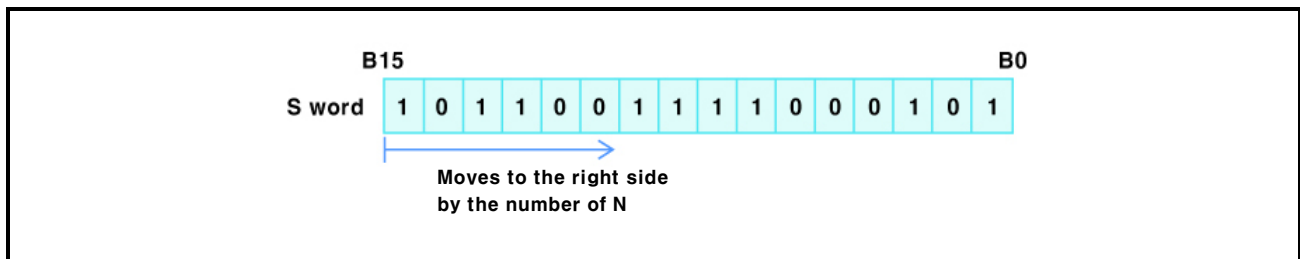 B15 B0
S word 1 0 1 1 0 0 1 1 1 1 0 0 0 1 0 1
Moves to the right side
by the number of N